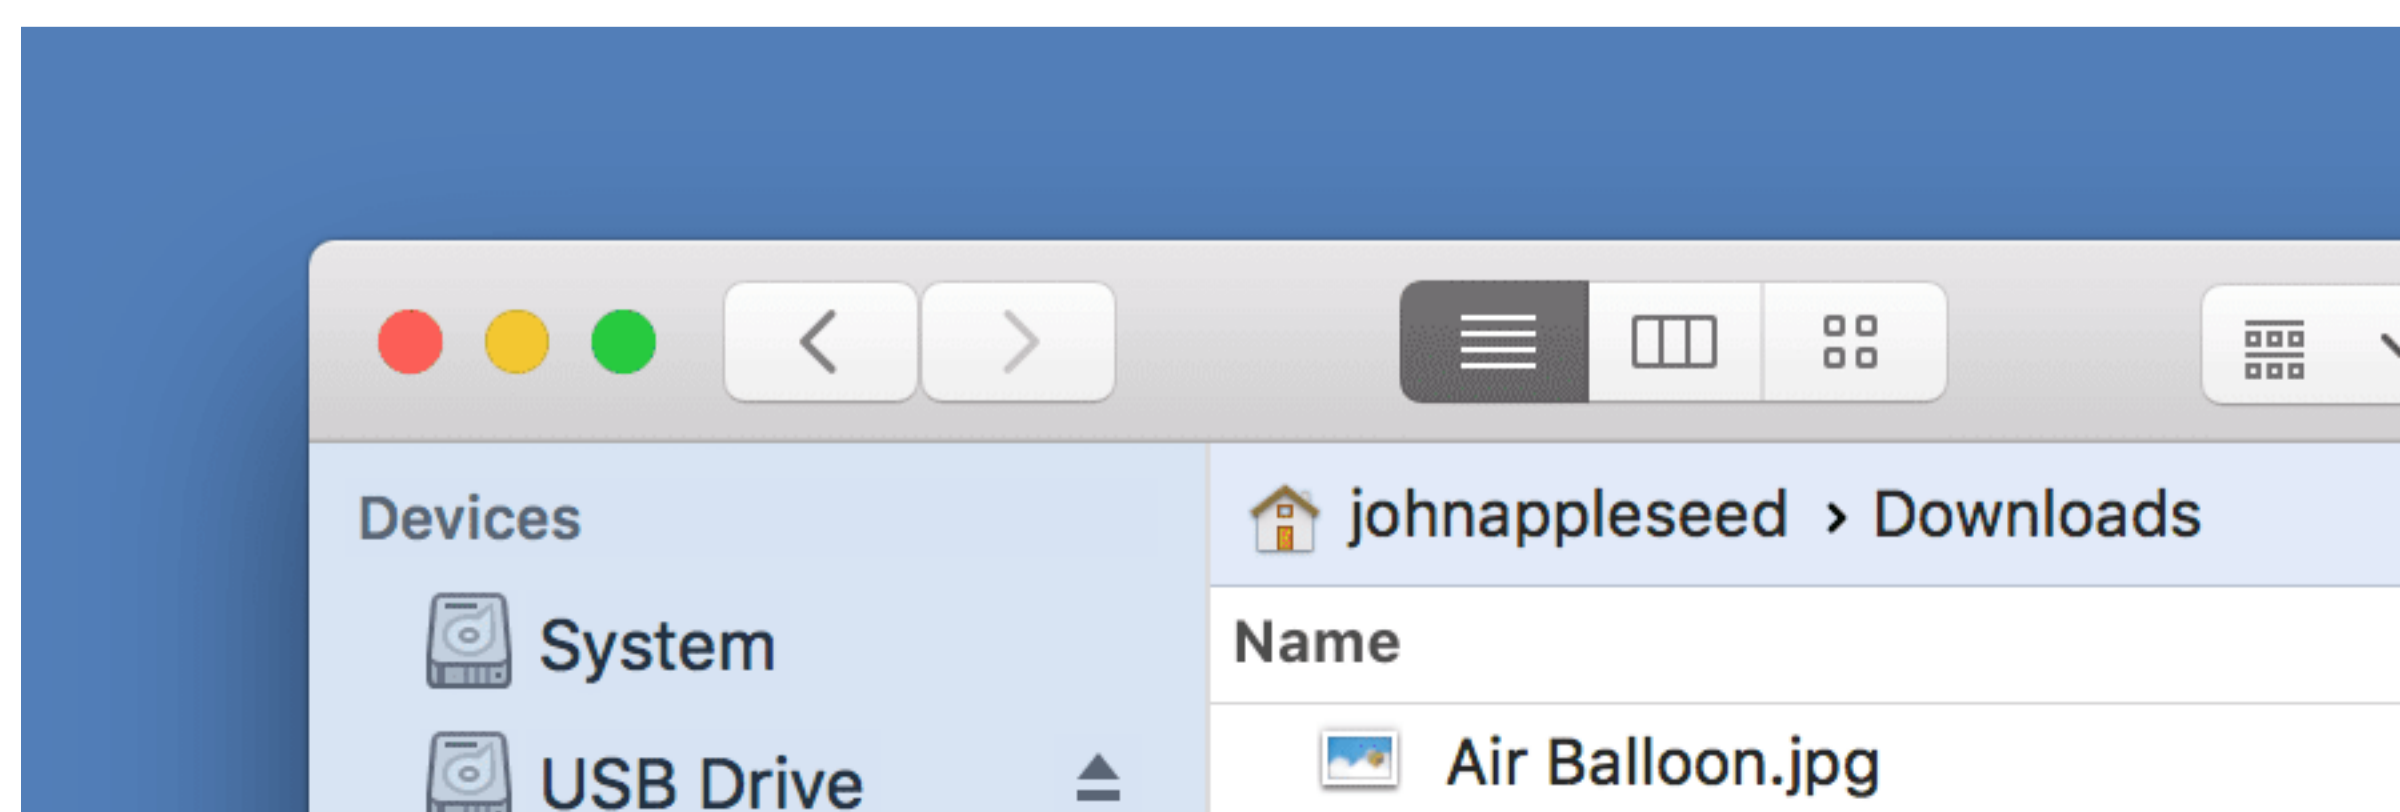 Devices
System
USB Drive
johnappleseed › Downloads
Name
Air Balloon.jpg